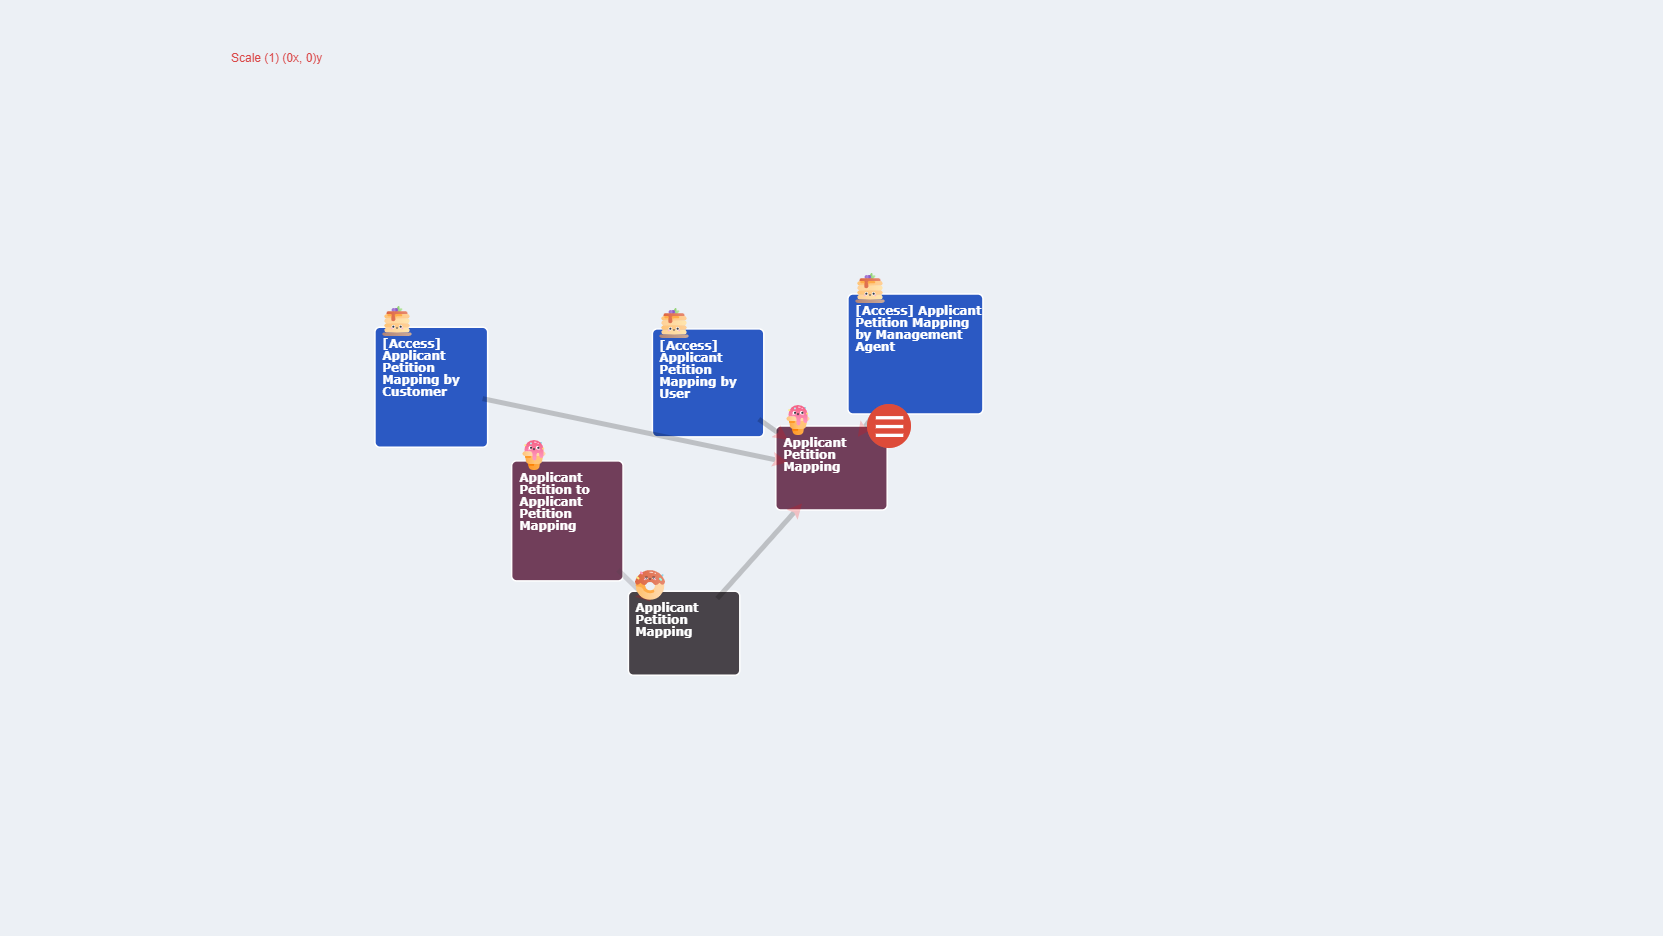 Scale (1) (0x, 0)y
[Access]
Applicant
Petition
Mapping by
Customer
[Access]
Applicant
Petition
Mapping by
User
[Access] Applicant
Petition Mapping
by Management
Agent
Applicant
Petition
Mapping
Applicant
Petition to
Applicant
Petition
Mapping
Applicant
Petition
Mapping